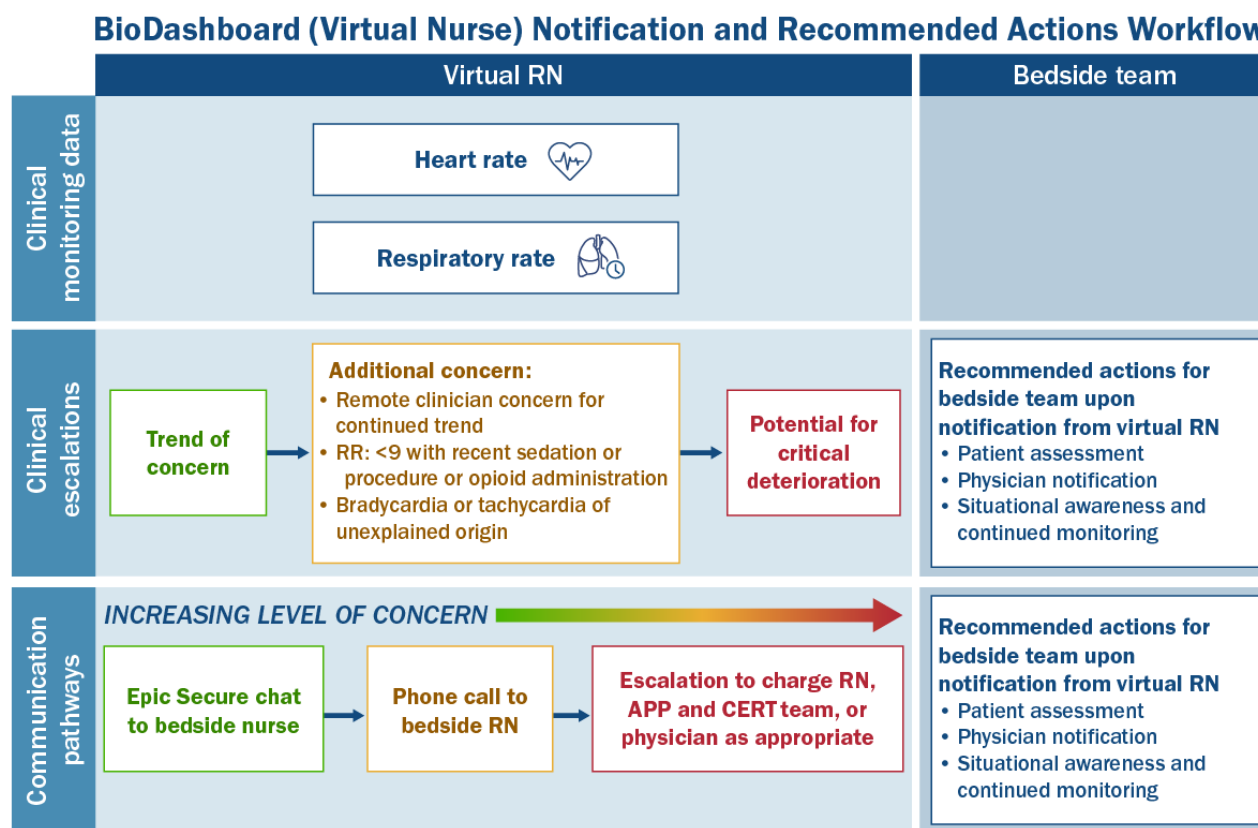 BioDashboard (Virtual Nurse) Notification and Recommended Actions Workflow
Virtual RN
Bedside team
Clinical
monitoring data
Heart rate
Respiratory rate
Clinical
escalations
Trend of
concern
Additional concern:
• Remote clinician concern for
continued trend
• RR: <9 with recent sedation or
procedure or opioid administration
• Bradycardia or tachycardia of
unexplained origin
Potential for
critical
deterioration
Recommended actions for
bedside team upon
notification from virtual RN
• Patient assessment
• Physician notification
• Situational awareness and
continued monitoring
Communication
pathways
INCREASING LEVEL OF CONCERN
Epic Secure chat
to bedside nurse
Phone call to
bedside RN
Escalation to charge RN,
APP and CERT team, or
physician as appropriate
Recommended actions for
bedside team upon
notification from virtual RN
• Patient assessment
• Physician notification
• Situational awareness and
continued monitoring